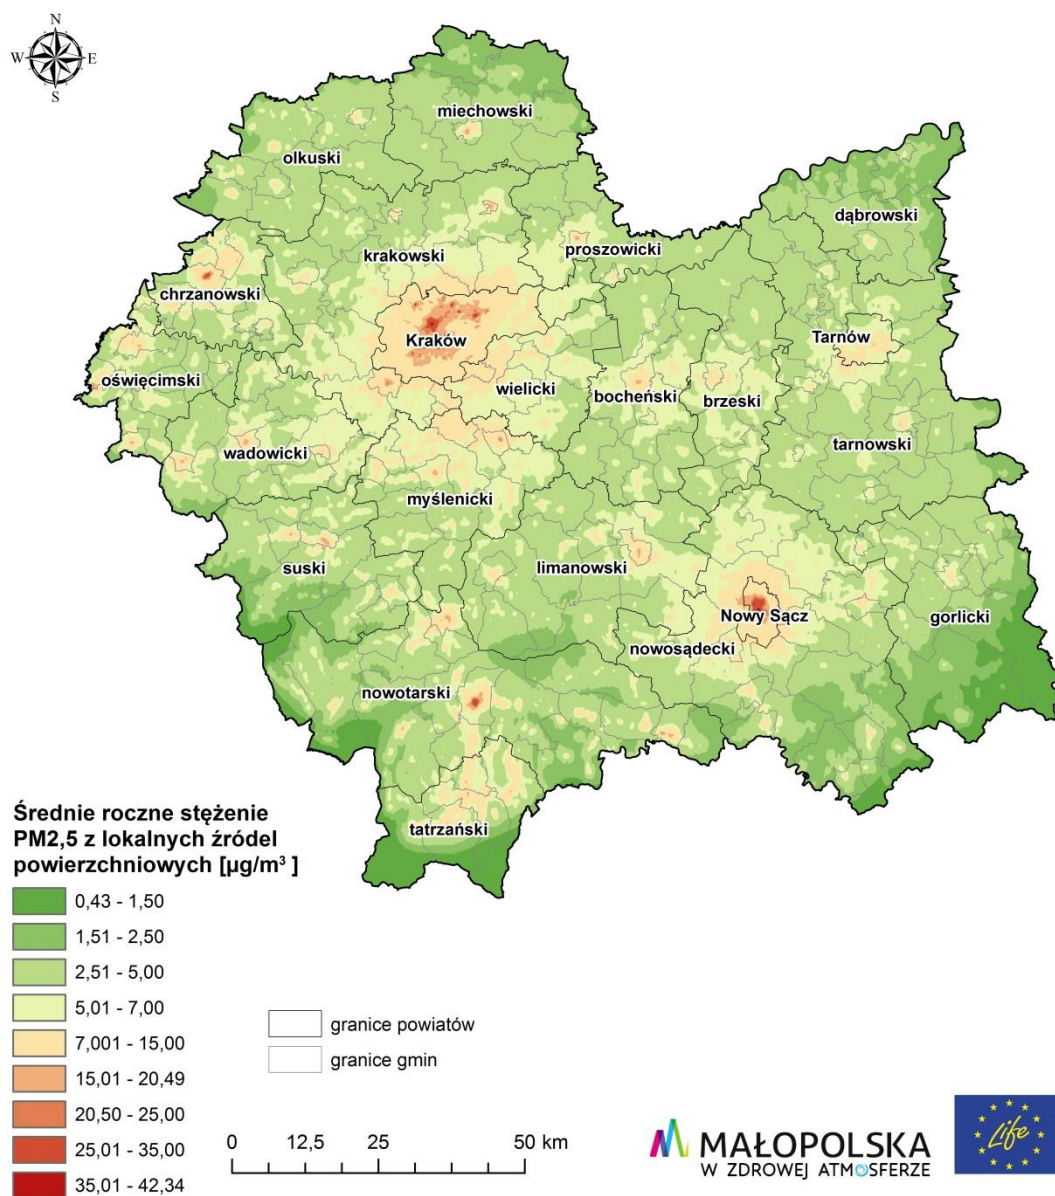 N
W E
S
miechowski
olkuski
dąbrowski
krakowski
proszowicki
chrzanowski
Kraków
Tarnów
oświęcimski
wielicki
bocheński
brzeski
wadowicki
tarnowski
myślenicki
suski
limanowski
Nowy Sącz
gorlicki
nowosądecki
nowotarski
tatrzański
Średnie roczne stężenie
PM2,5 z lokalnych źródel
powierzchniowych [µg/m³ ]
0,43 - 1,50
1,51 - 2,50
2,51 - 5,00
5,01 - 7,00
7,001 - 15,00
15,01 - 20,49
20,50 - 25,00
25,01 - 35,00
35,01 - 42,34
granice powiatów
granice gmin
0 12,5 25 50 km
MAŁOPOLSKA
W ZDROWEJ ATMOSFERZE
Life